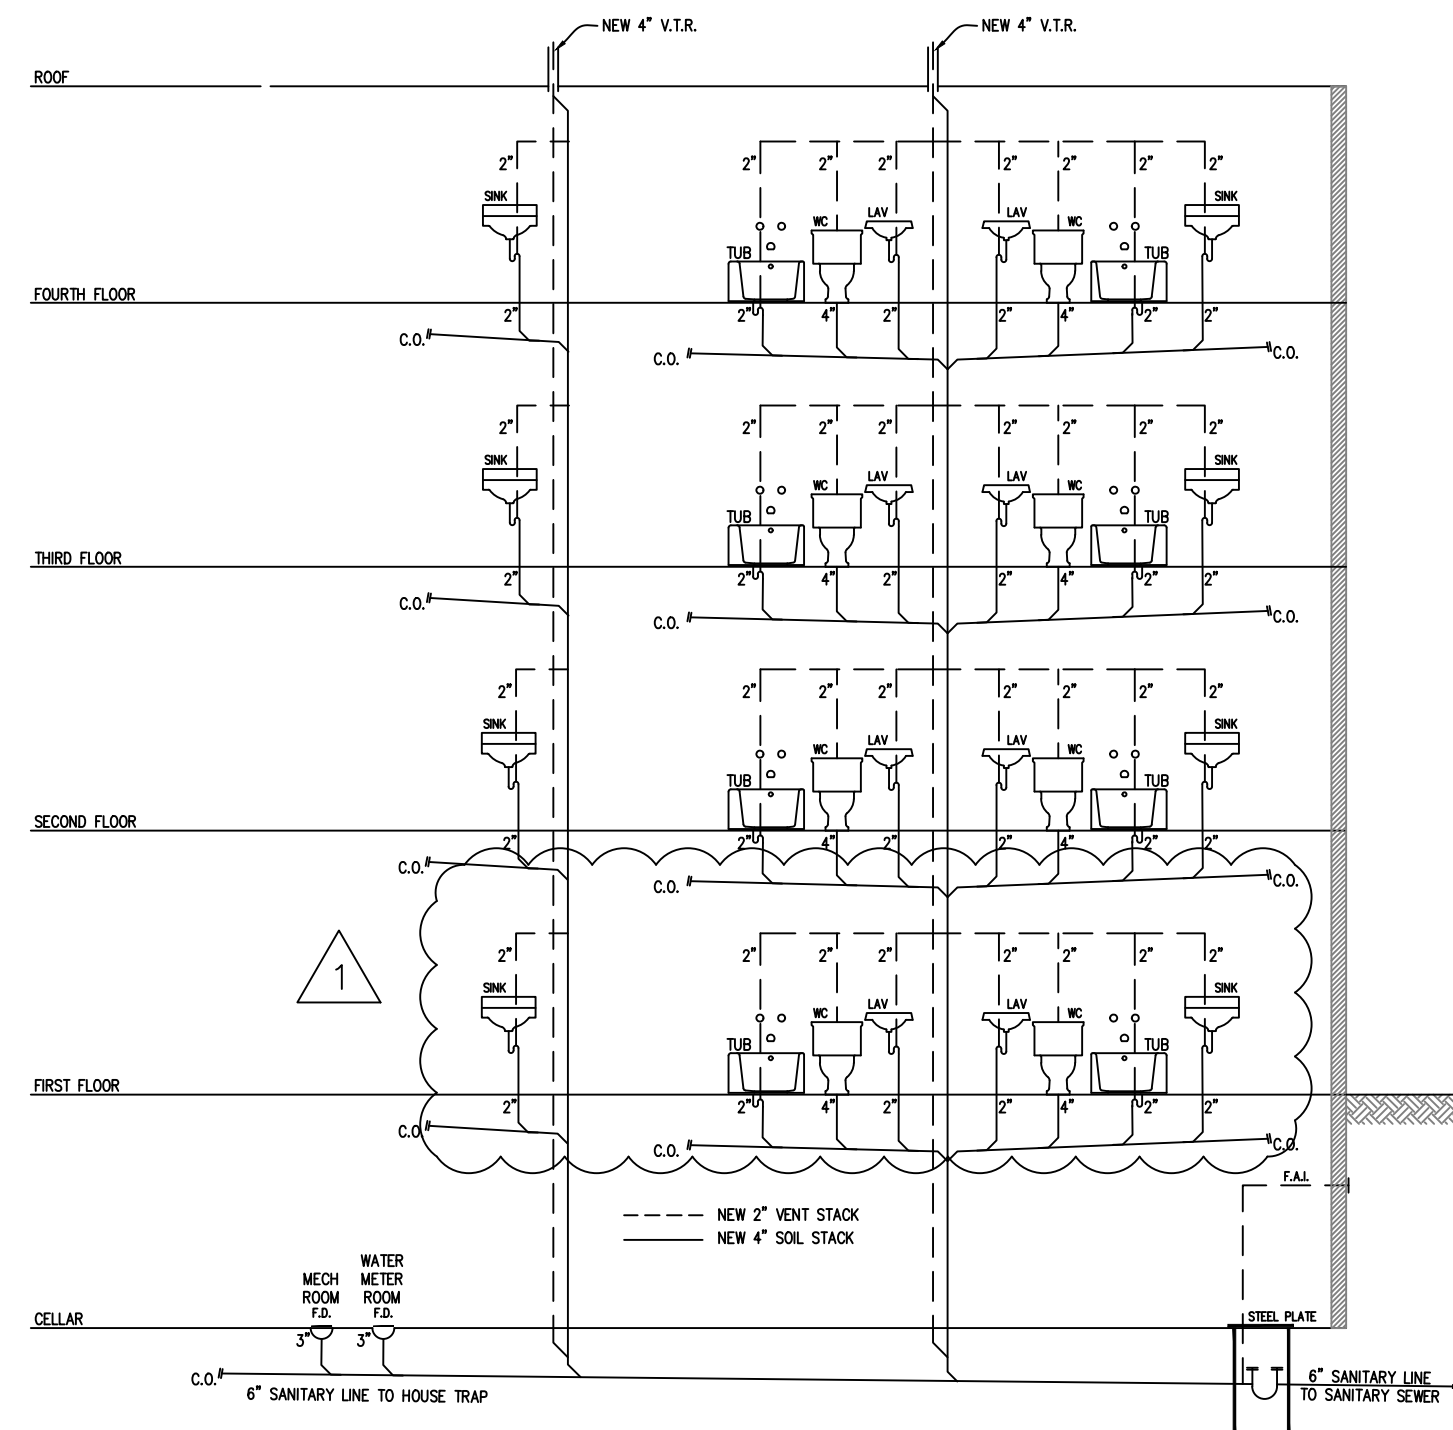 NEW 4" V.T.R. NEW 4" V.T.R.
ROOF
2" 2" 2" 2" 2" 2" 2" 2"
SINK SINK
WC LAV LAV WC
TUB TUB
FOURTH FLOOR
2" 2" 4" 2" 2" 4" 2" 2"
C.O. C.O. C.O.
2" 2" 2" 2" 2" 2" 2" 2"
SINK SINK
WC LAV LAV WC
TUB TUB
THIRD FLOOR
2" 2" 4" 2" 2" 4" 2" 2"
C.O. C.O. C.O.
2" 2" 2" 2" 2" 2" 2" 2"
SINK SINK
WC LAV LAV WC
TUB TUB
SECOND FLOOR
2" 2" 4" 2" 2" 4" 2" 2"
C.O. C.O. C.O.
2" 2" 2" 2" 2" 2" 2" 2"
1
SINK SINK
WC LAV LAV WC
TUB TUB
FIRST FLOOR
2" 2" 4" 2" 2" 4" 2" 2"
C.O. C.O. C.O.
F.A.I.
NEW 2" VENT STACK
NEW 4" SOIL STACK
MECH
ROOM
F.D.
WATER
METER
ROOM
F.D.
CELLAR
STEEL PLATE
3" 3"
C.O.
6" SANITARY LINE TO HOUSE TRAP
6" SANITARY LINE
TO SANITARY SEWER